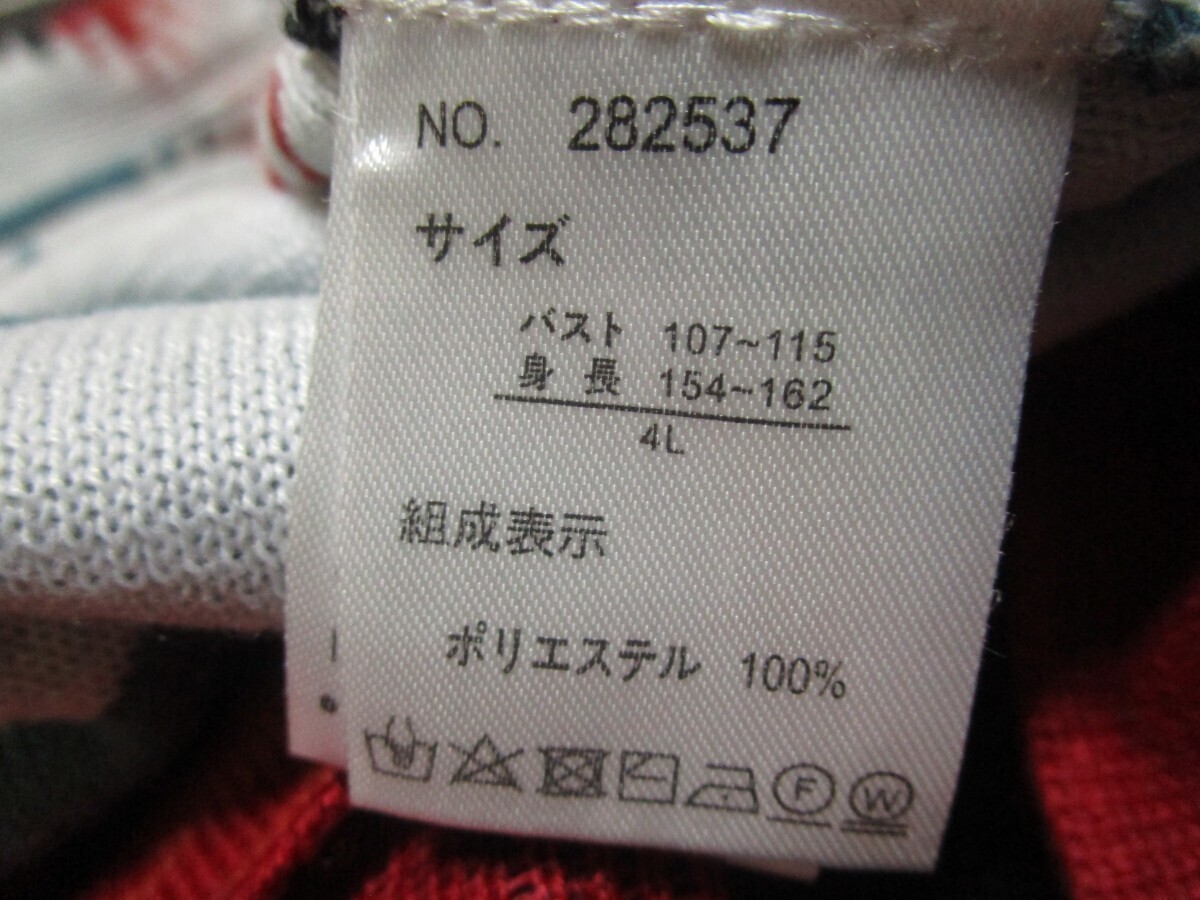 NO. 282537
サイズ
バスト 107~115
身長 154~162
4L
組成表示
ポリエステル 100%
F W